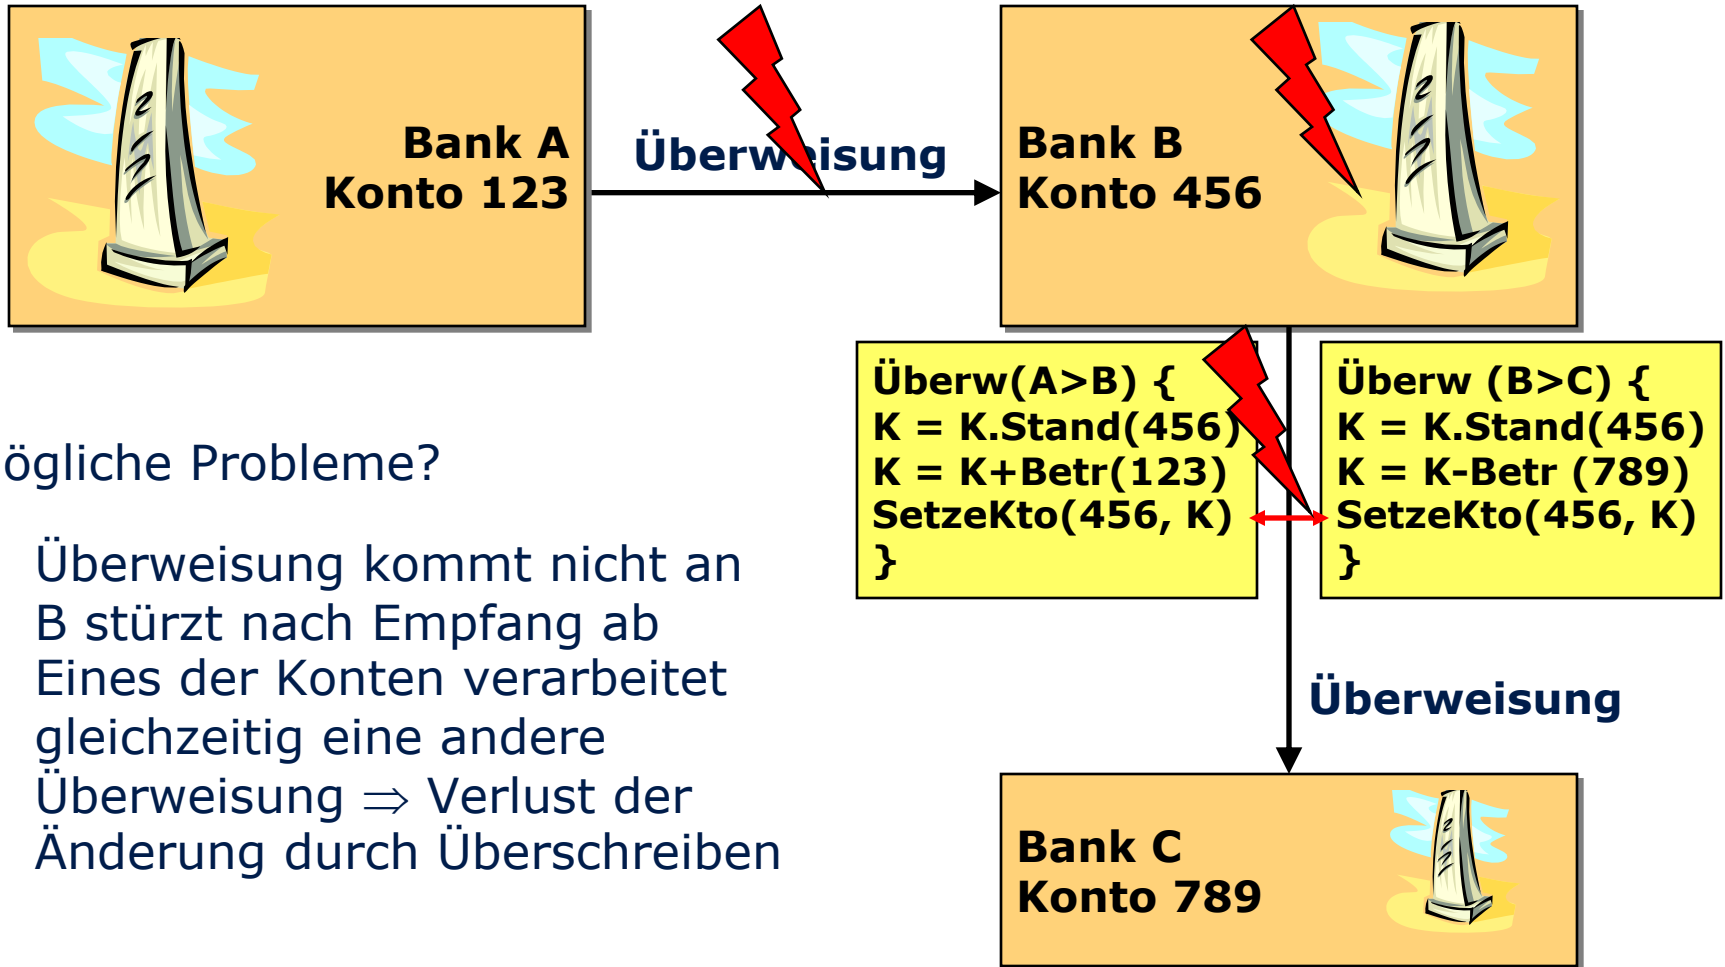 Bank A
Konto 123
Überweisung
Bank B
Konto 456
Überw(A>B) {
K = K.Stand(456)
K = K+Betr(123)
SetzeKto(456, K)
}
Überw (B>C) {
K = K.Stand(456)
K = K-Betr (789)
SetzeKto(456, K)
}
ögliche Probleme?
Überweisung kommt nicht an
B stürzt nach Empfang ab
Eines der Konten verarbeitet
gleichzeitig eine andere
Überweisung ⇒ Verlust der
Änderung durch Überschreiben
Überweisung
Bank C
Konto 789